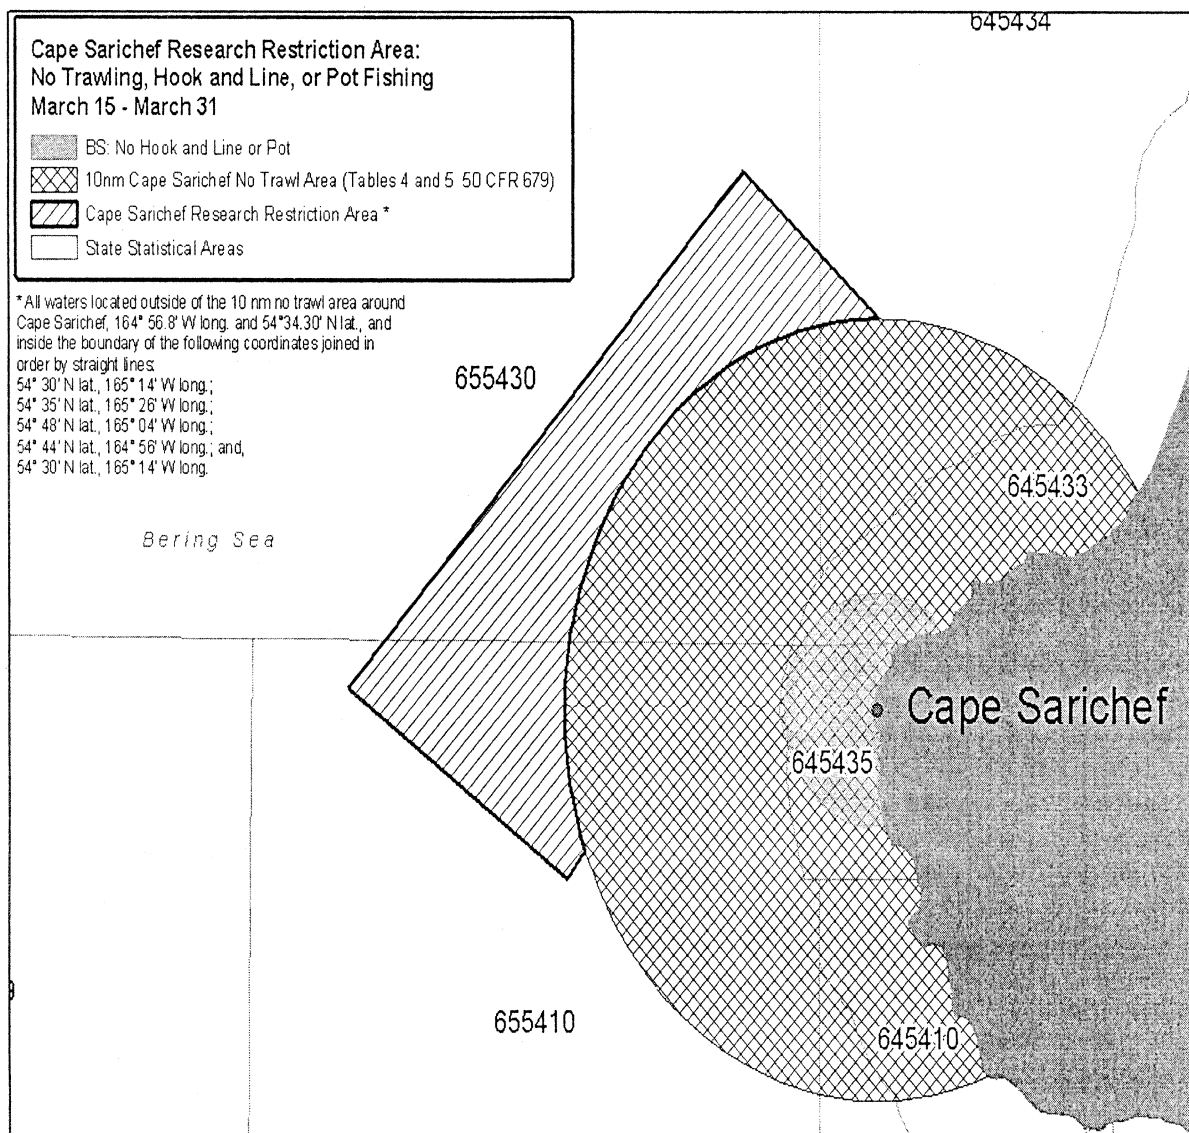 645434
Cape Sarichef Research Restriction Area:
No Trawling, Hook and Line, or Pot Fishing
March 15 - March 31
BS: No Hook and Line or Pot
10nm Cape Sarichef No Trawl Area (Tables 4 and 5 50 CFR 679)
Cape Sarichef Research Restriction Area *
State Statistical Areas
*All waters located outside of the 10 nm no trawl area around
Cape Sarichef, 164° 56.8' W long. and 54°34.30' N lat., and
inside the boundary of the following coordinates joined in
order by straight lines:
54° 30' N lat., 165° 14' W long.;
54° 35' N lat., 165° 26' W long.;
54° 48' N lat., 165° 04' W long.;
54° 44' N lat., 164° 56' W long.; and,
54° 30' N lat., 165° 14' W long.
655430
645433
Bering Sea
Cape Sarichef
645435
655410
645410